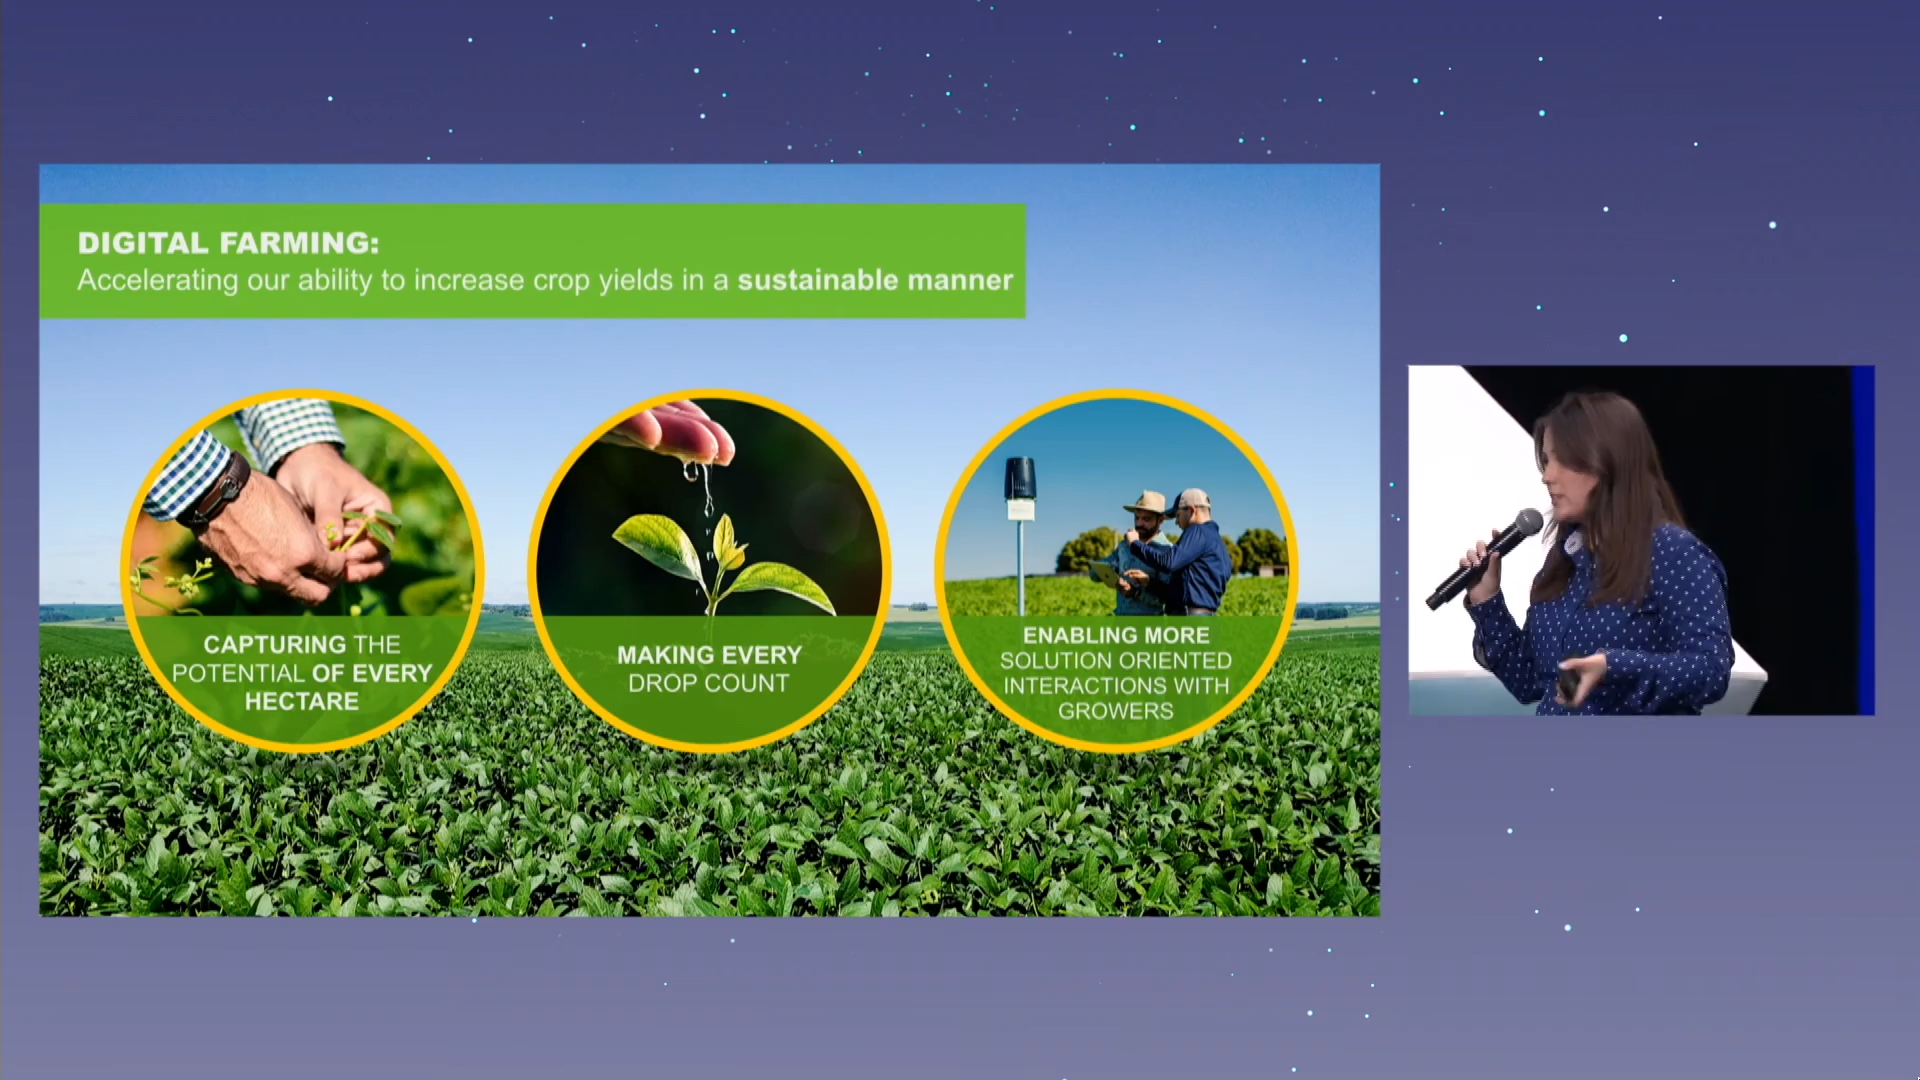 DIGITAL FARMING:
Accelerating our ability to increase crop yields in a sustainable manner
CAPTURING THE
POTENTIAL OF EVERY
HECTARE
MAKING EVERY
DROP COUNT
ENABLING MORE
SOLUTION ORIENTED
INTERACTIONS WITH
GROWERS